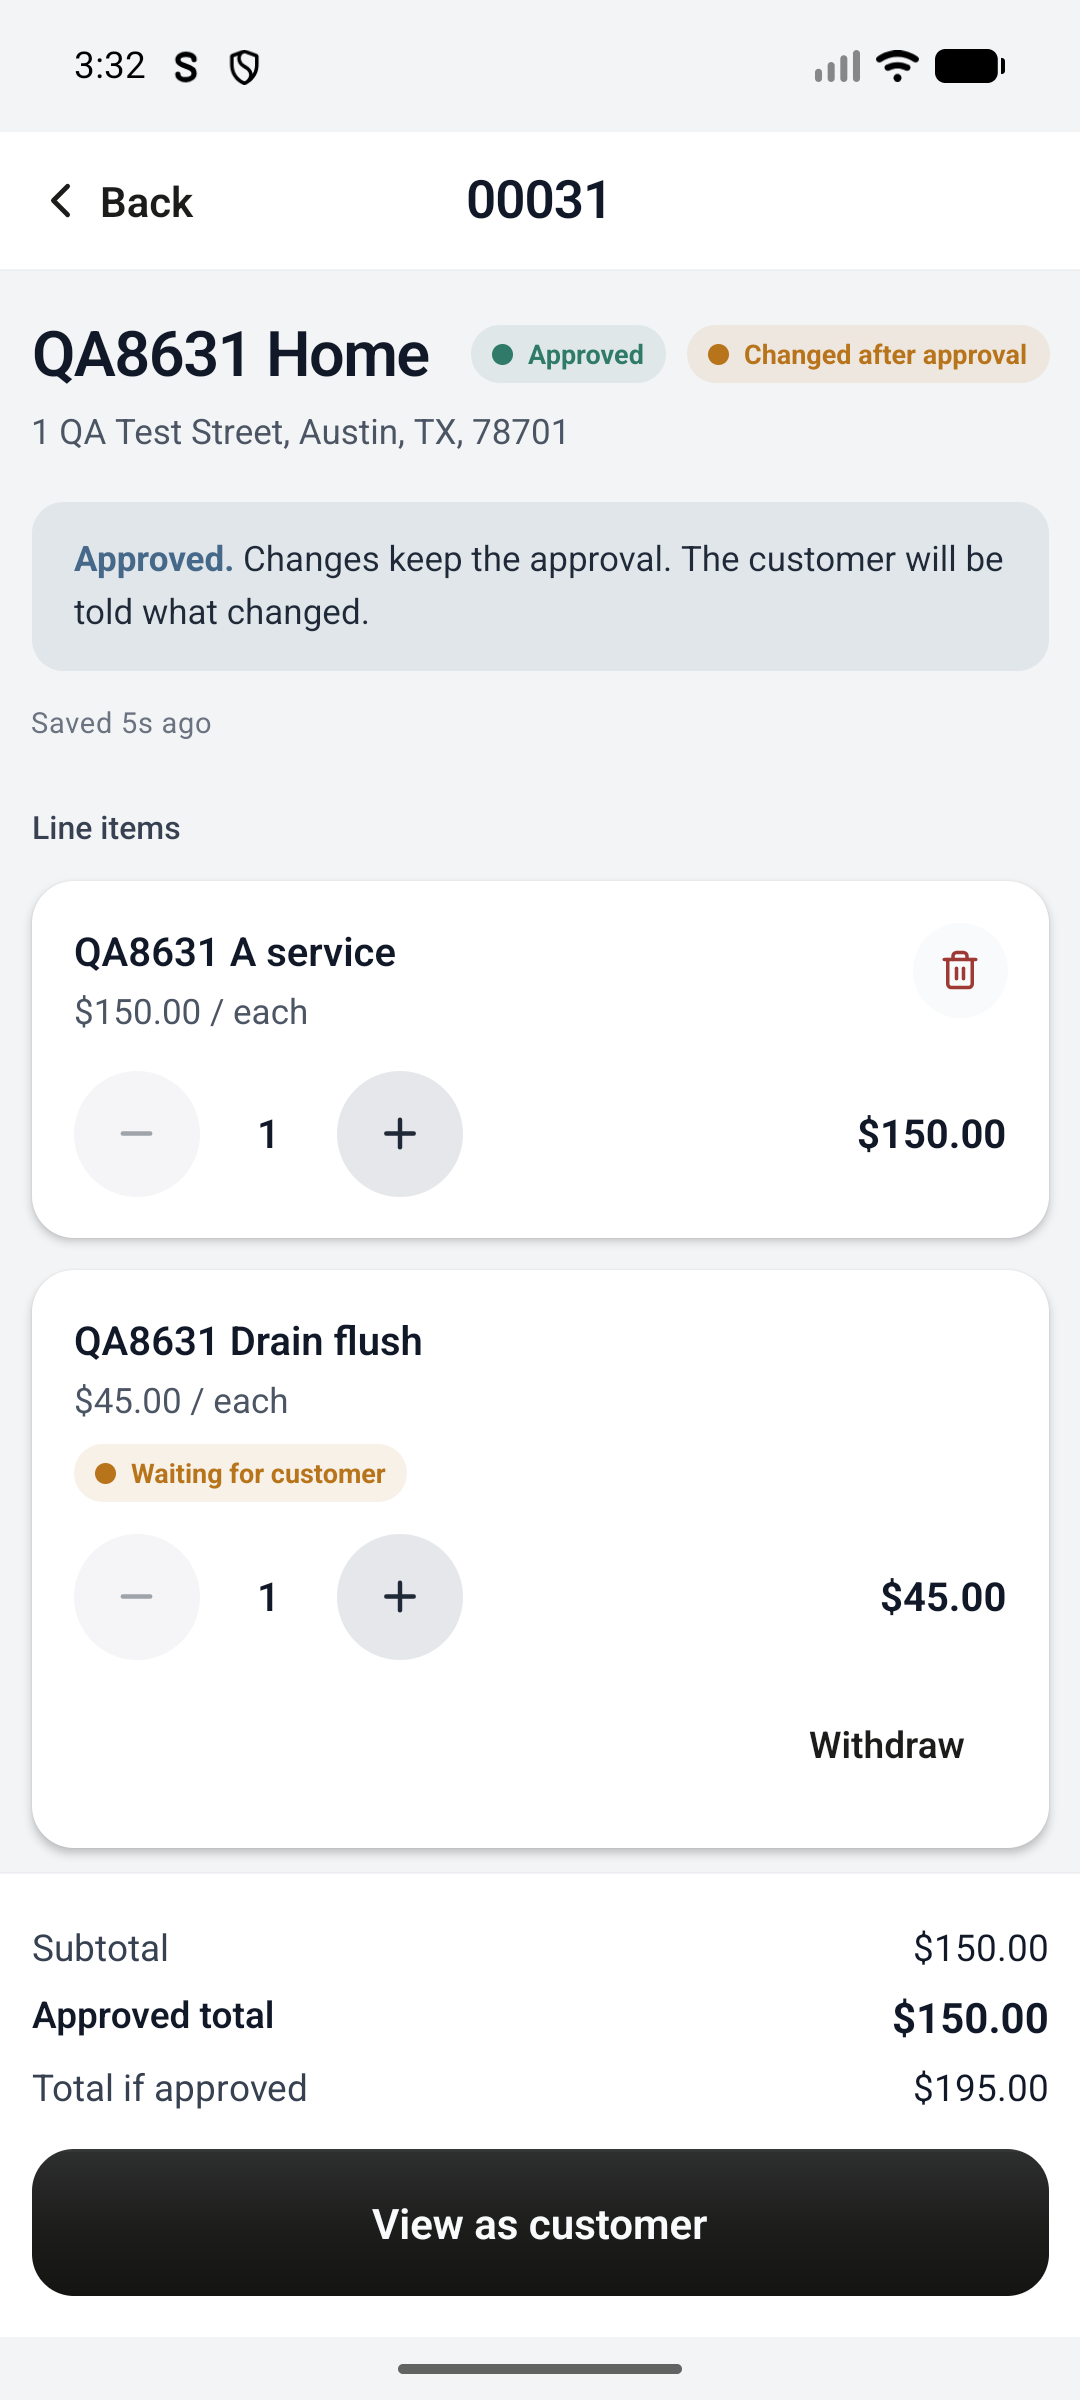 3:32
Back
00031
QA8631 Home
Approved
Changed after approval
1 QA Test Street, Austin, TX, 78701
Approved. Changes keep the approval. The customer will be
told what changed.
Saved 5s ago
Line items
QA8631 A service
$150.00 / each
1
$150.00
QA8631 Drain flush
$45.00 / each
Waiting for customer
1
$45.00
Withdraw
Subtotal
$150.00
Approved total
$150.00
Total if approved
$195.00
View as customer